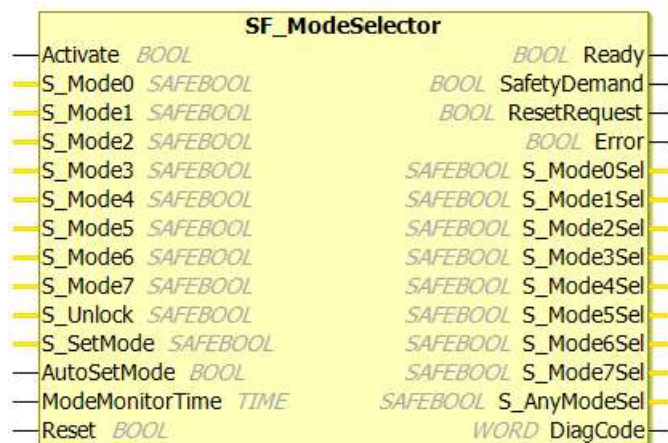 SF_ModeSelector
Activate BOOL BOOL Ready
S_Mode0 SAFEBOOL BOOL SafetyDemand
S_Mode1 SAFEBOOL BOOL ResetRequest
S_Mode2 SAFEBOOL BOOL Error
S_Mode3 SAFEBOOL SAFEBOOL S_Mode0Sel
S_Mode4 SAFEBOOL SAFEBOOL S_Mode1Sel
S_Mode5 SAFEBOOL SAFEBOOL S_Mode2Sel
S_Mode6 SAFEBOOL SAFEBOOL S_Mode3Sel
S_Mode7 SAFEBOOL SAFEBOOL S_Mode4Sel
S_Unlock SAFEBOOL SAFEBOOL S_Mode5Sel
S_SetMode SAFEBOOL SAFEBOOL S_Mode6Sel
AutoSetMode BOOL SAFEBOOL S_Mode7Sel
ModeMonitorTime TIME SAFEBOOL S_AnyModeSel
Reset BOOL WORD DiagCode